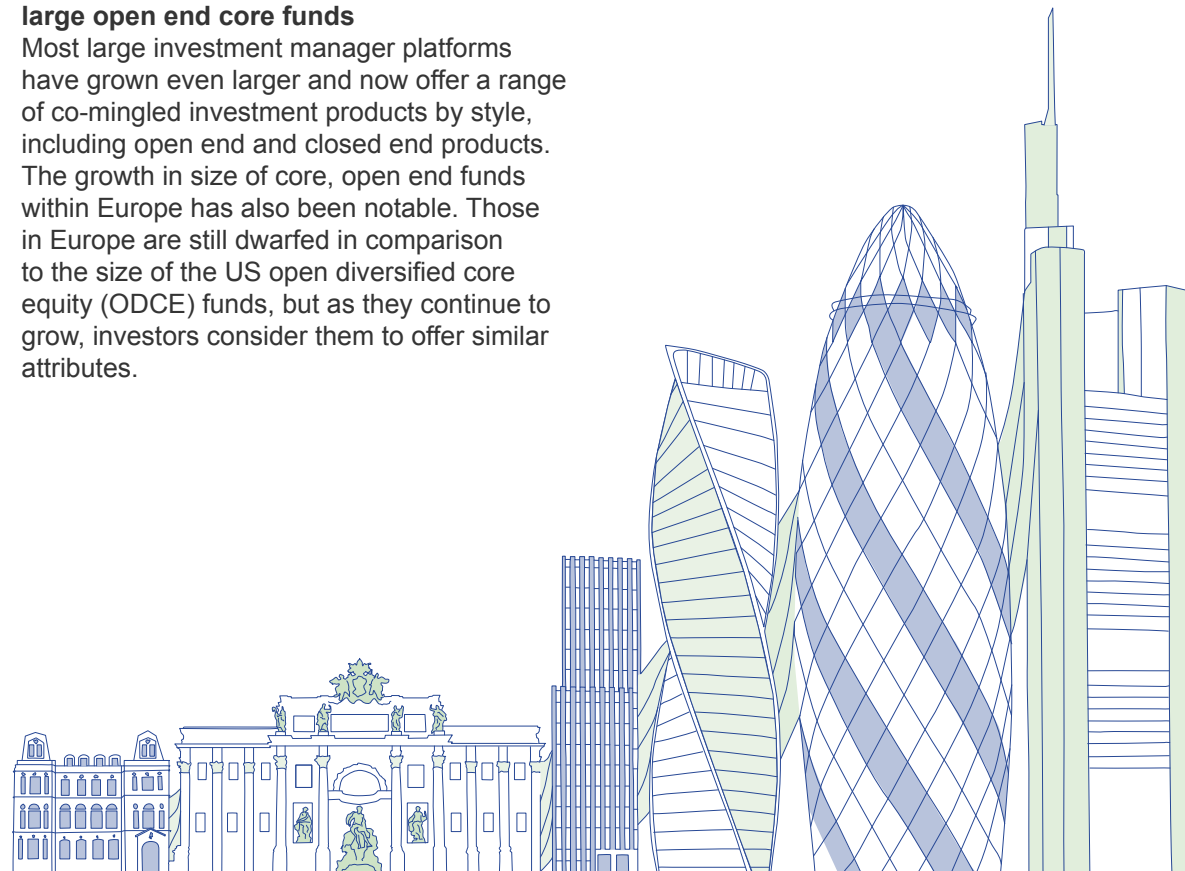 large open end core funds
Most large investment manager platforms
have grown even larger and now offer a range
of co-mingled investment products by style,
including open end and closed end products.
The growth in size of core, open end funds
within Europe has also been notable. Those
in Europe are still dwarfed in comparison
to the size of the US open diversified core
equity (ODCE) funds, but as they continue to
grow, investors consider them to offer similar
attributes.